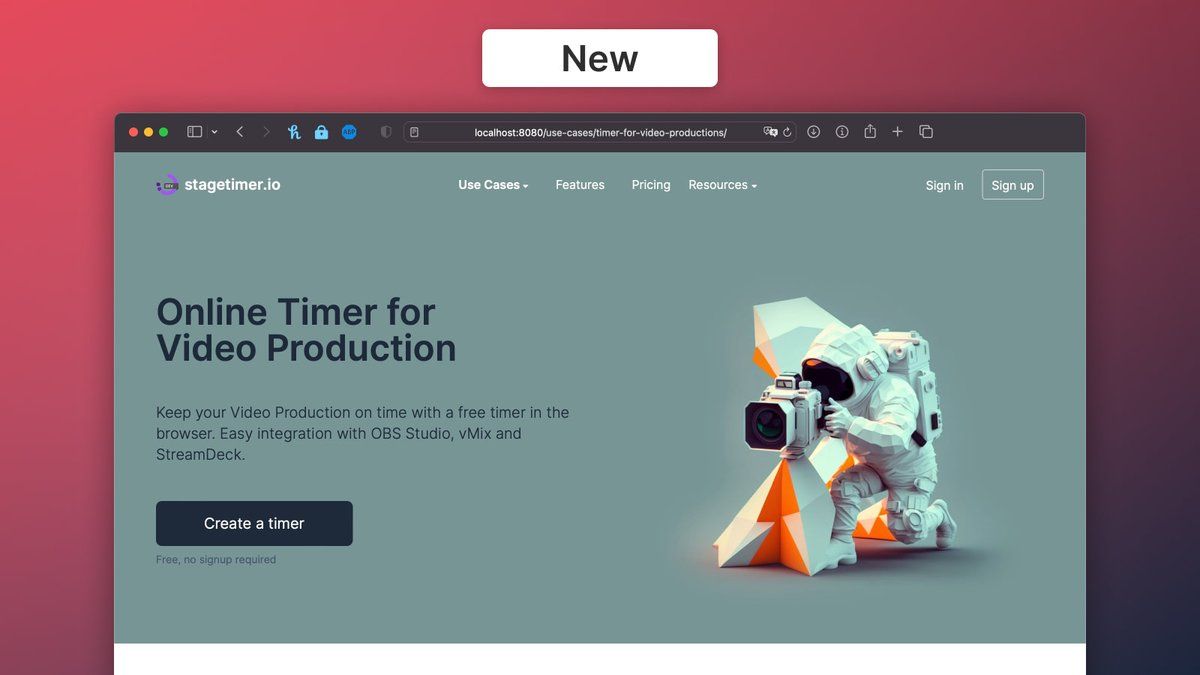 New
localhost:8080/use-cases/timer-for-video-productions/
ABP
DEV
stagetimer.io
Use Cases
Features
Pricing
Resources
Sign in
Sign up
Online Timer for
Video Production
Keep your Video Production on time with a free timer in the
browser. Easy integration with OBS Studio, vMix and
StreamDeck.
Create a timer
Free, no signup required